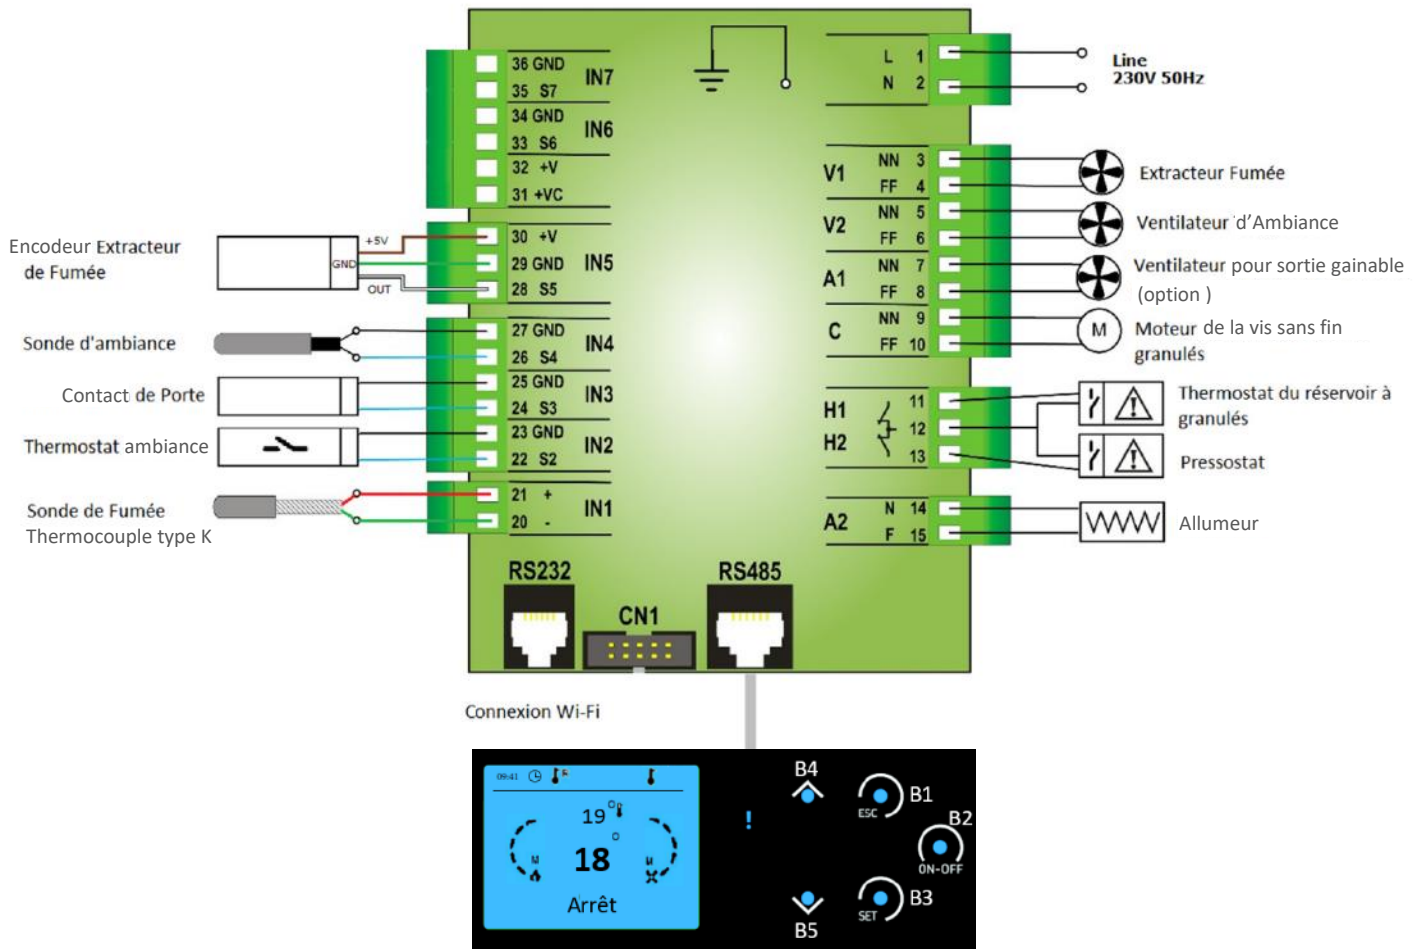 36 GND
35 S7
IN7
34 GND
33 S6
IN6
32 +V
31 +VC
30 +V
29 GND
28 S5
IN5
27 GND
26 S4
IN4
25 GND
24 S3
IN3
23 GND
22 S2
IN2
21 +
20 -
IN1
Encodeur Extracteur
de Fumée
+5V
GND
OUT
Sonde d'ambiance
Contact de Porte
Thermostat ambiance
Sonde de Fumée
Thermocouple type K
L 1
N 2
Line
230V 50Hz
V1
NN 3
FF 4
Extracteur Fumée
V2
NN 5
FF 6
Ventilateur d'Ambiance
A1
NN 7
FF 8
Ventilateur pour sortie gainable
(option )
C
NN 9
FF 10
M
Moteur de la vis sans fin
granulés
H1
H2
11
12
13
Thermostat du réservoir à
granulés
Pressostat
A2
N 14
F 15
Allumeur
RS232
CN1
RS485
Connexion Wi-Fi
09:41
19°
18°
M
M
Arrêt
!
B4
B1
ESC
B2
ON-OFF
B3
SET
B5